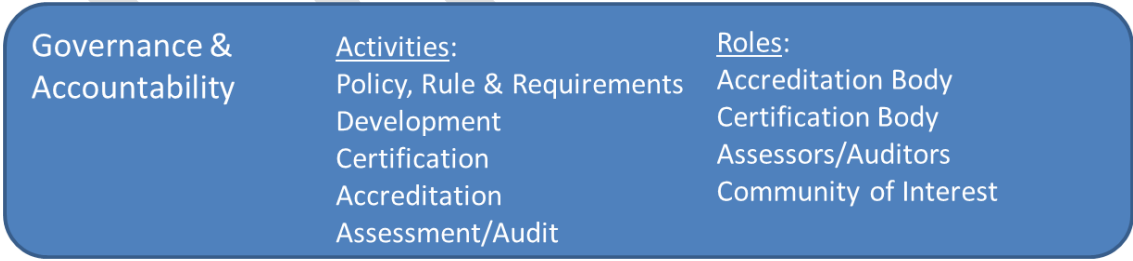 Governance &
Accountability
Activities:
Policy, Rule & Requirements
Development
Certification
Accreditation
Assessment/Audit
Roles:
Accreditation Body
Certification Body
Assessors/Auditors
Community of Interest